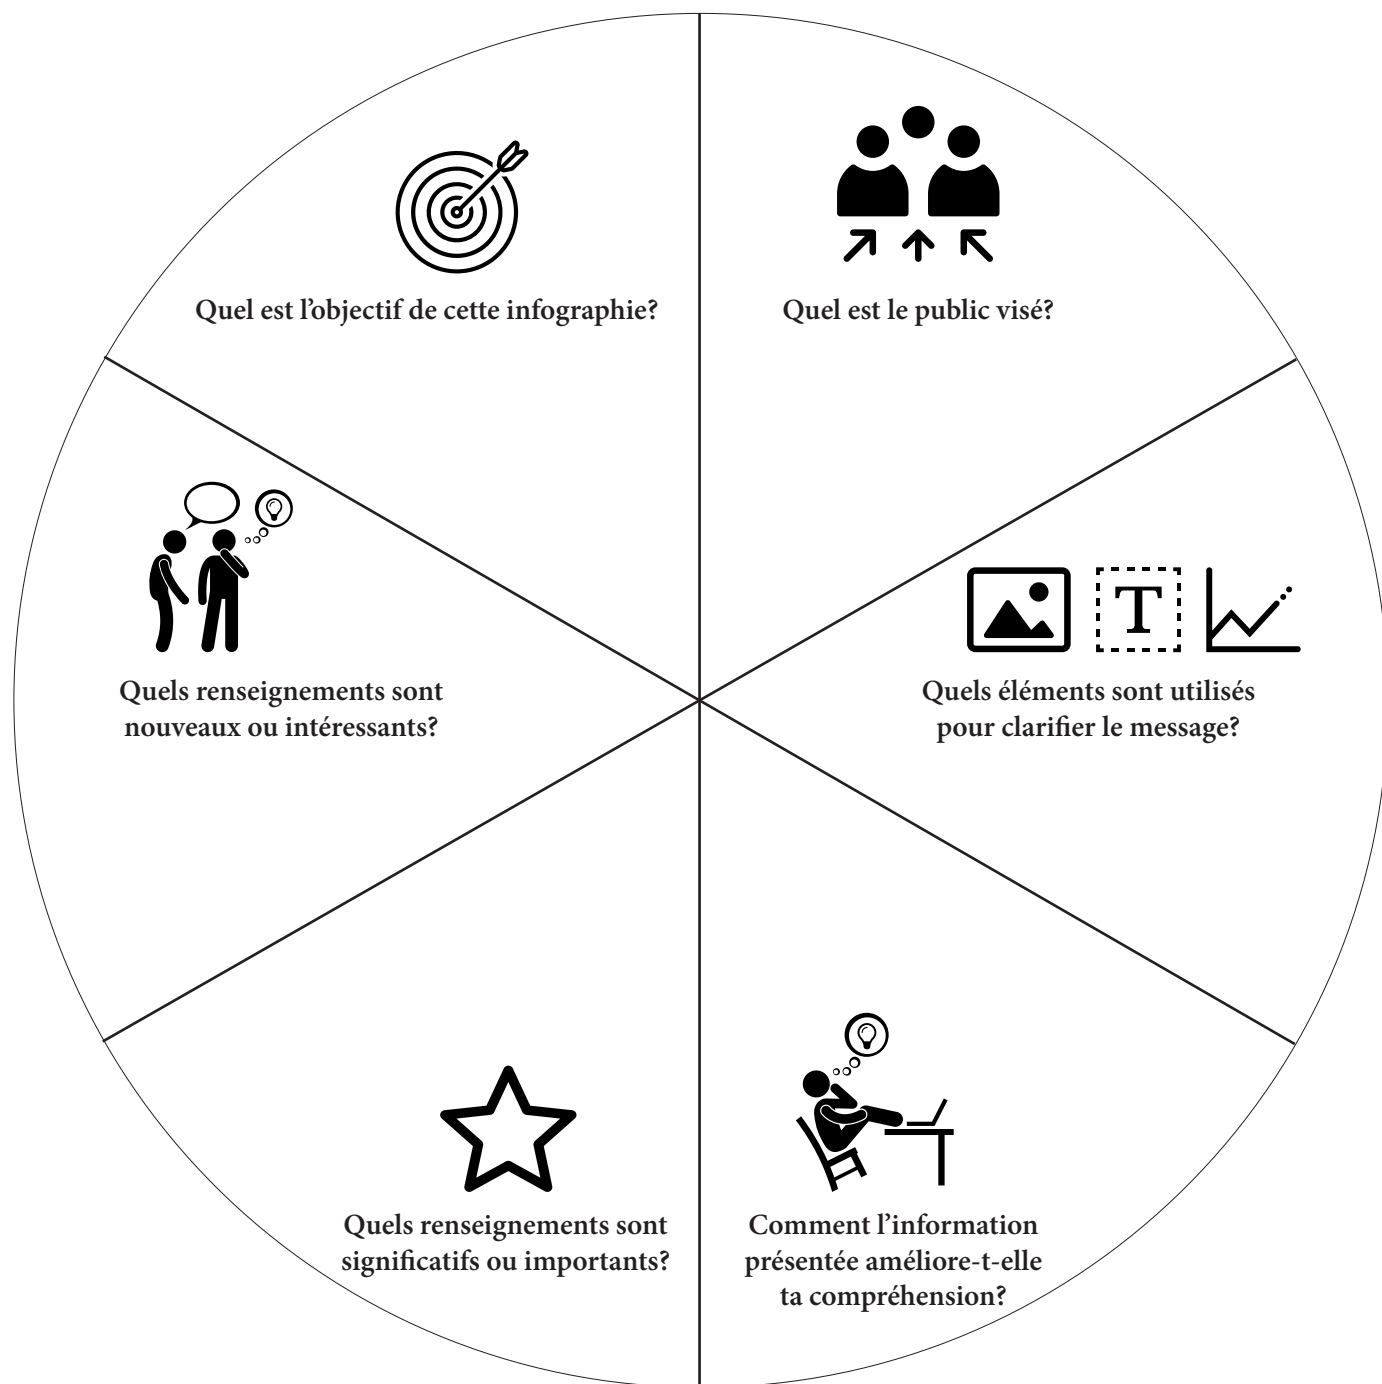 Quel est l’objectif de cette infographie?
Quel est le public visé?
Quels renseignements sont
nouveaux ou intéressants?
T
Quels éléments sont utilisés
pour clarifier le message?
Quels renseignements sont
significatifs ou importants?
Comment l’information
présentée améliore-t-elle
ta compréhension?